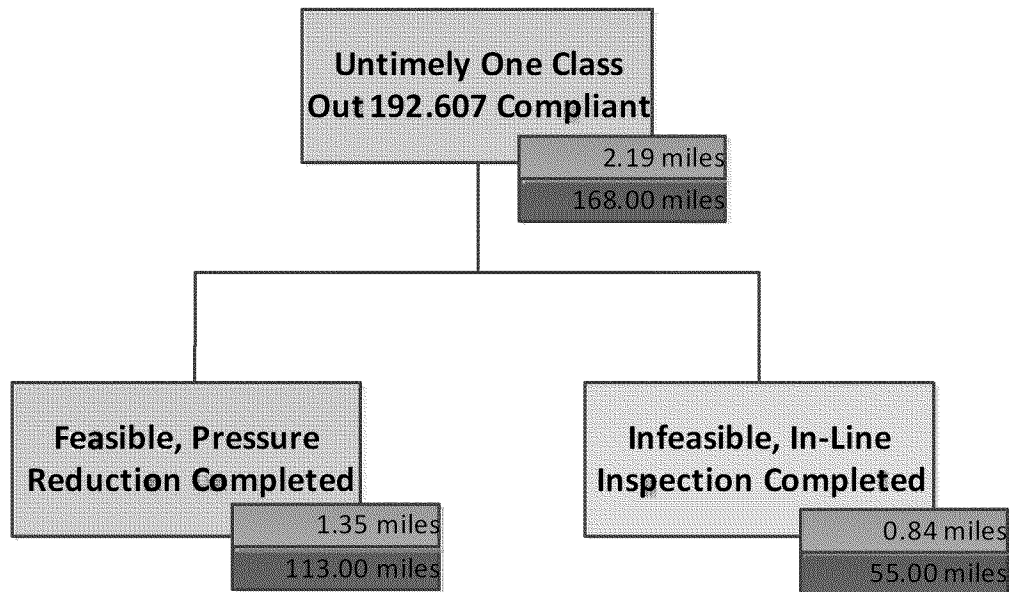 Untimely One Class
Out 192.607 Compliant
2.19 miles
168.00 miles
Feasible, Pressure
Reduction Completed
1.35 miles
113.00 miles
Infeasible, In-Line
Inspection Completed
0.84 miles
55.00 miles